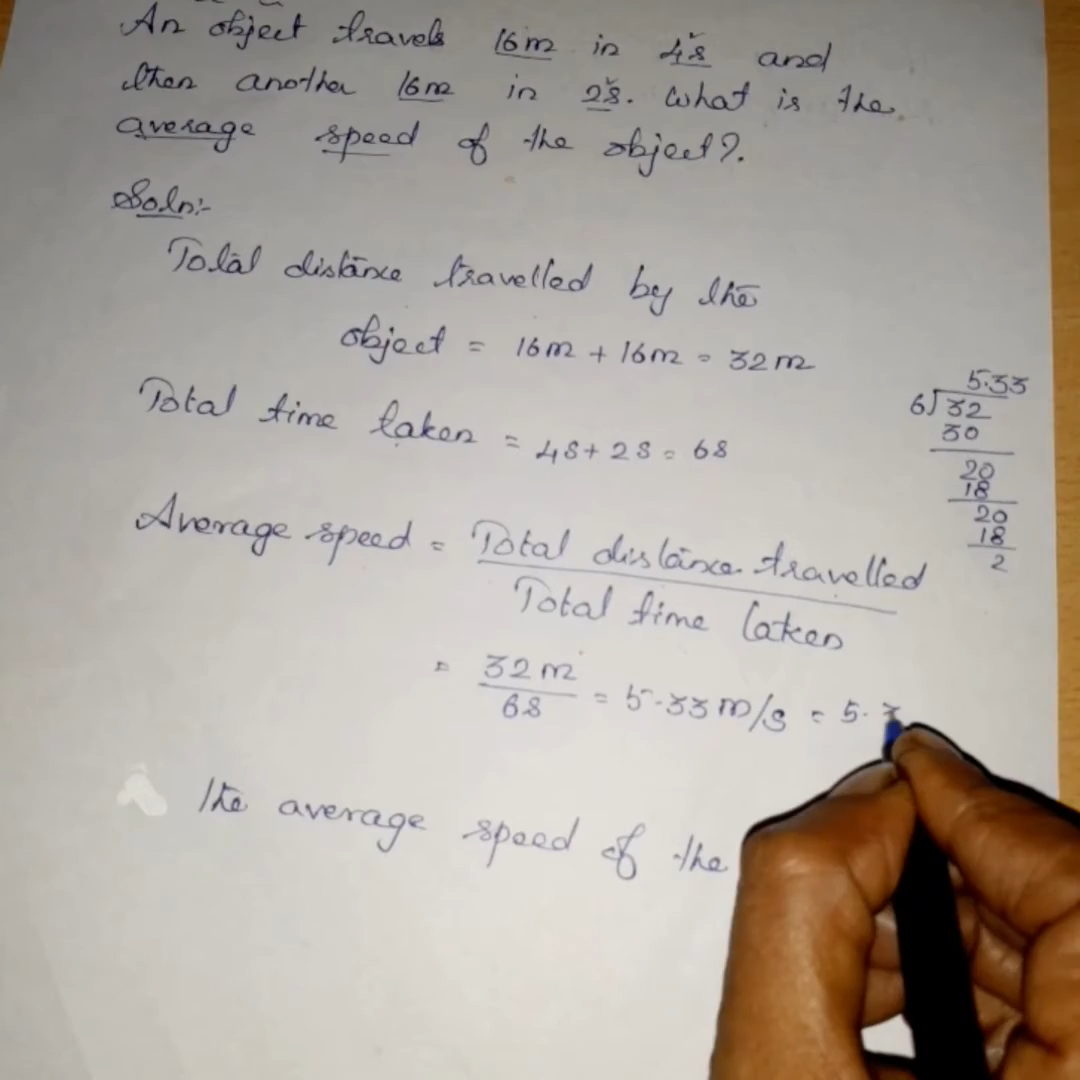 An object travels 16m in 4s and
then another 16m in 2s. What is the
average speed of the object?.
Soln:-
Total distance travelled by the
object = 16m + 16m = 32m
Total time taken = 4s + 2s = 6s
Average speed = Total distance travelled
Total time taken
= 32m
6s
= 5.33 m/s = 5.3
The average speed of the
5.33
6)32
30
20
18
20
18
2